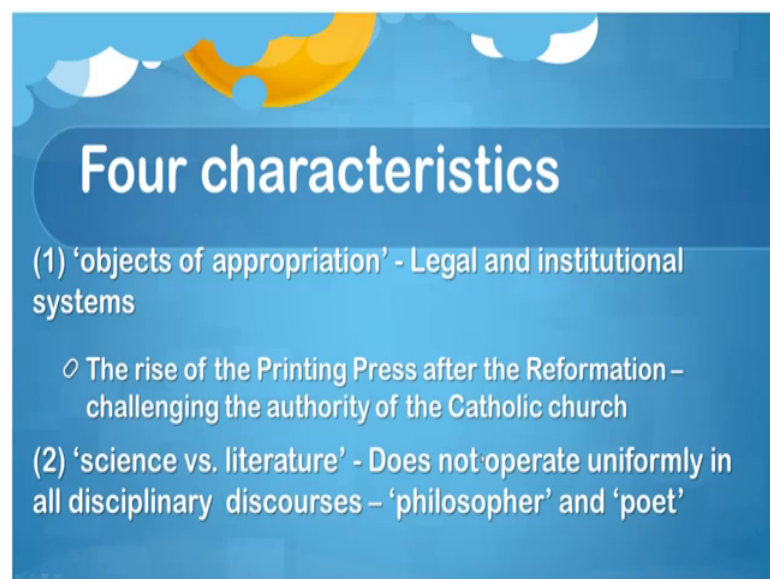 Four characteristics
(1) ‘objects of appropriation’ - Legal and institutional
systems
The rise of the Printing Press after the Reformation –
challenging the authority of the Catholic church
(2) ‘science vs. literature’ - Does not operate uniformly in
all disciplinary discourses – ‘philosopher’ and ‘poet’